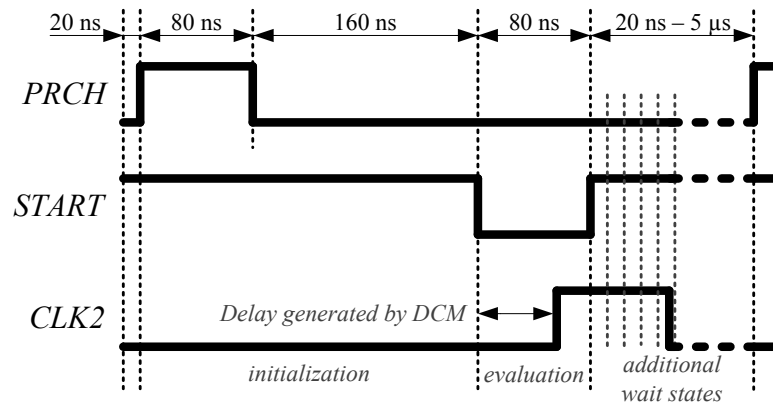 20 ns 80 ns 160 ns 80 ns 20 ns – 5 µs
PRCH
START
CLK2
Delay generated by DCM
initialization evaluation additional
wait states